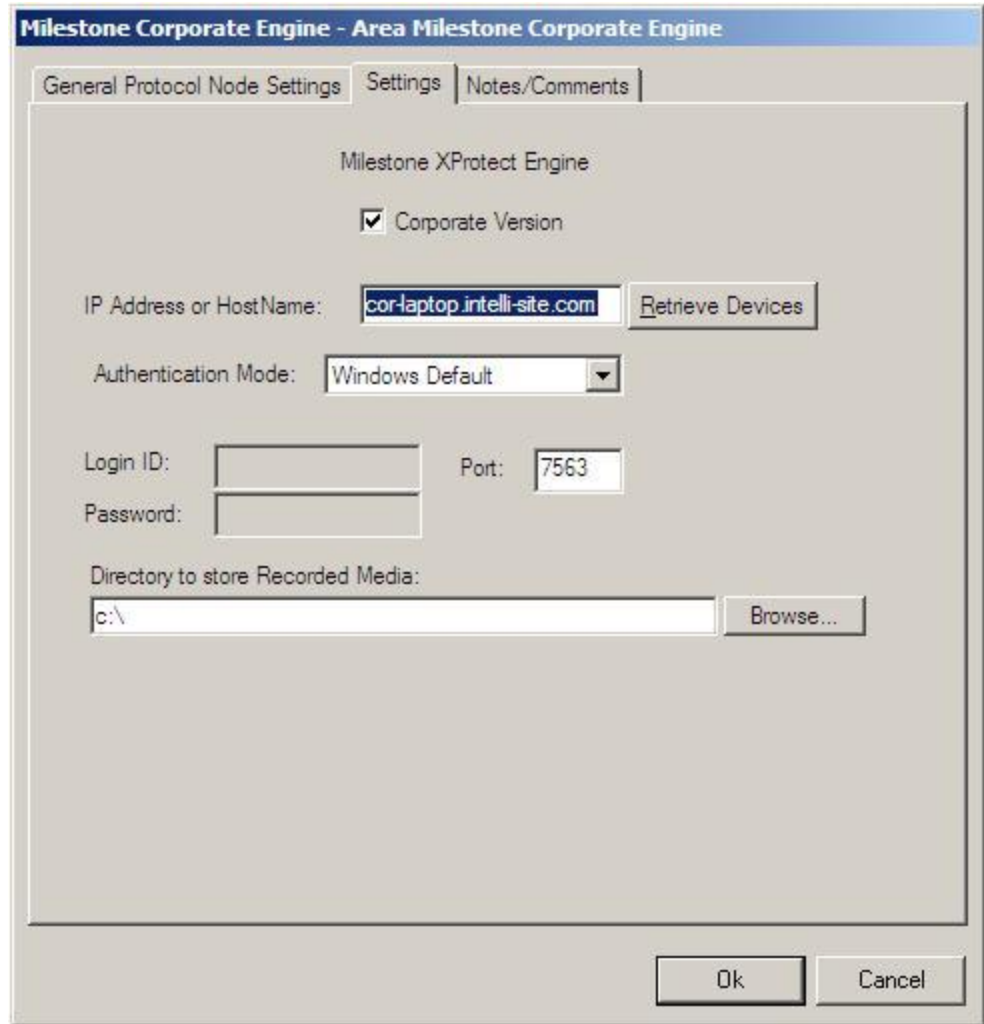 Milestone Corporate Engine - Area Milestone Corporate Engine
General Protocol Node Settings Settings Notes/Comments
Milestone XProtect Engine
Corporate Version
IP Address or HostName: cor-laptop.intelli-site.com Retrieve Devices
Authentication Mode: Windows Default
Login ID: Port: 7563
Password:
Directory to store Recorded Media:
c:\ Browse...
Ok Cancel